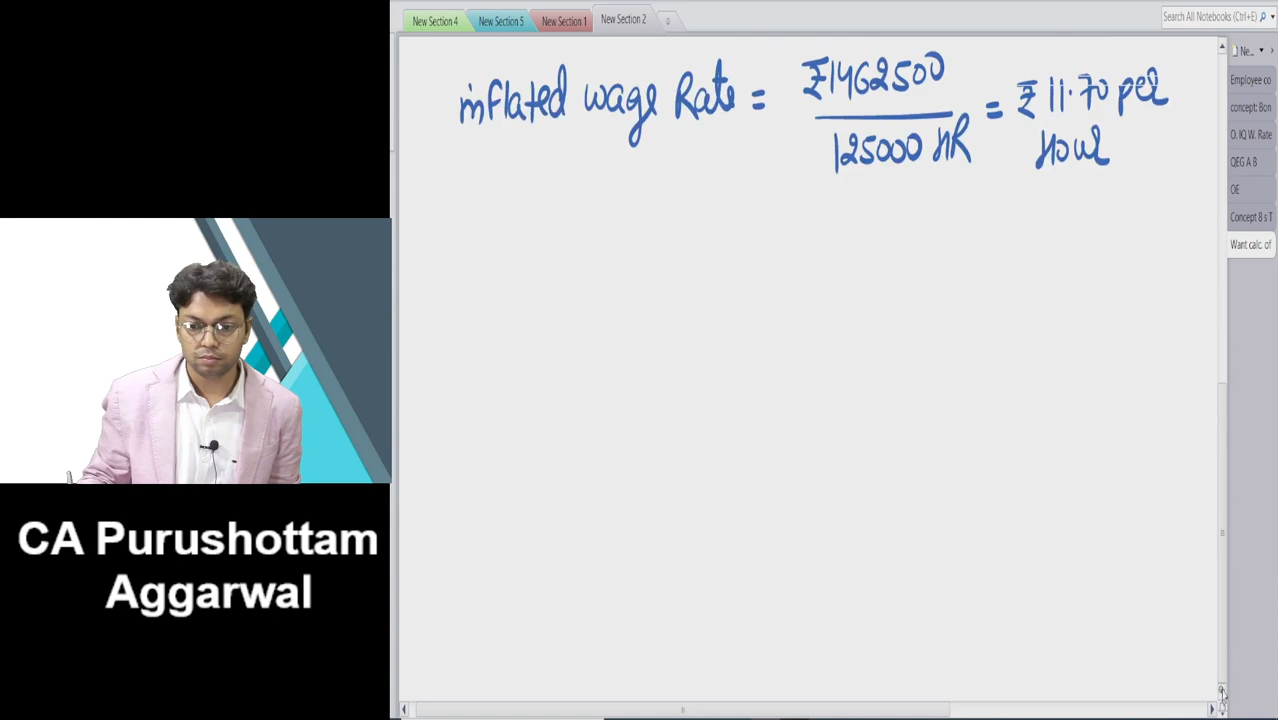 New Section 4
New Section 5
New Section 1
New Section 2
Search All Notebooks (Ctrl+E)
Ne...
inflated wage Rate = ₹1462500 / 125000 HR = ₹11.70 per Hour
Employee co
concept: Bon
O. IQ W. Rate
QEG A B
OE
Concept 8 s T
Want calc. of
CA Purushottam
Aggarwal